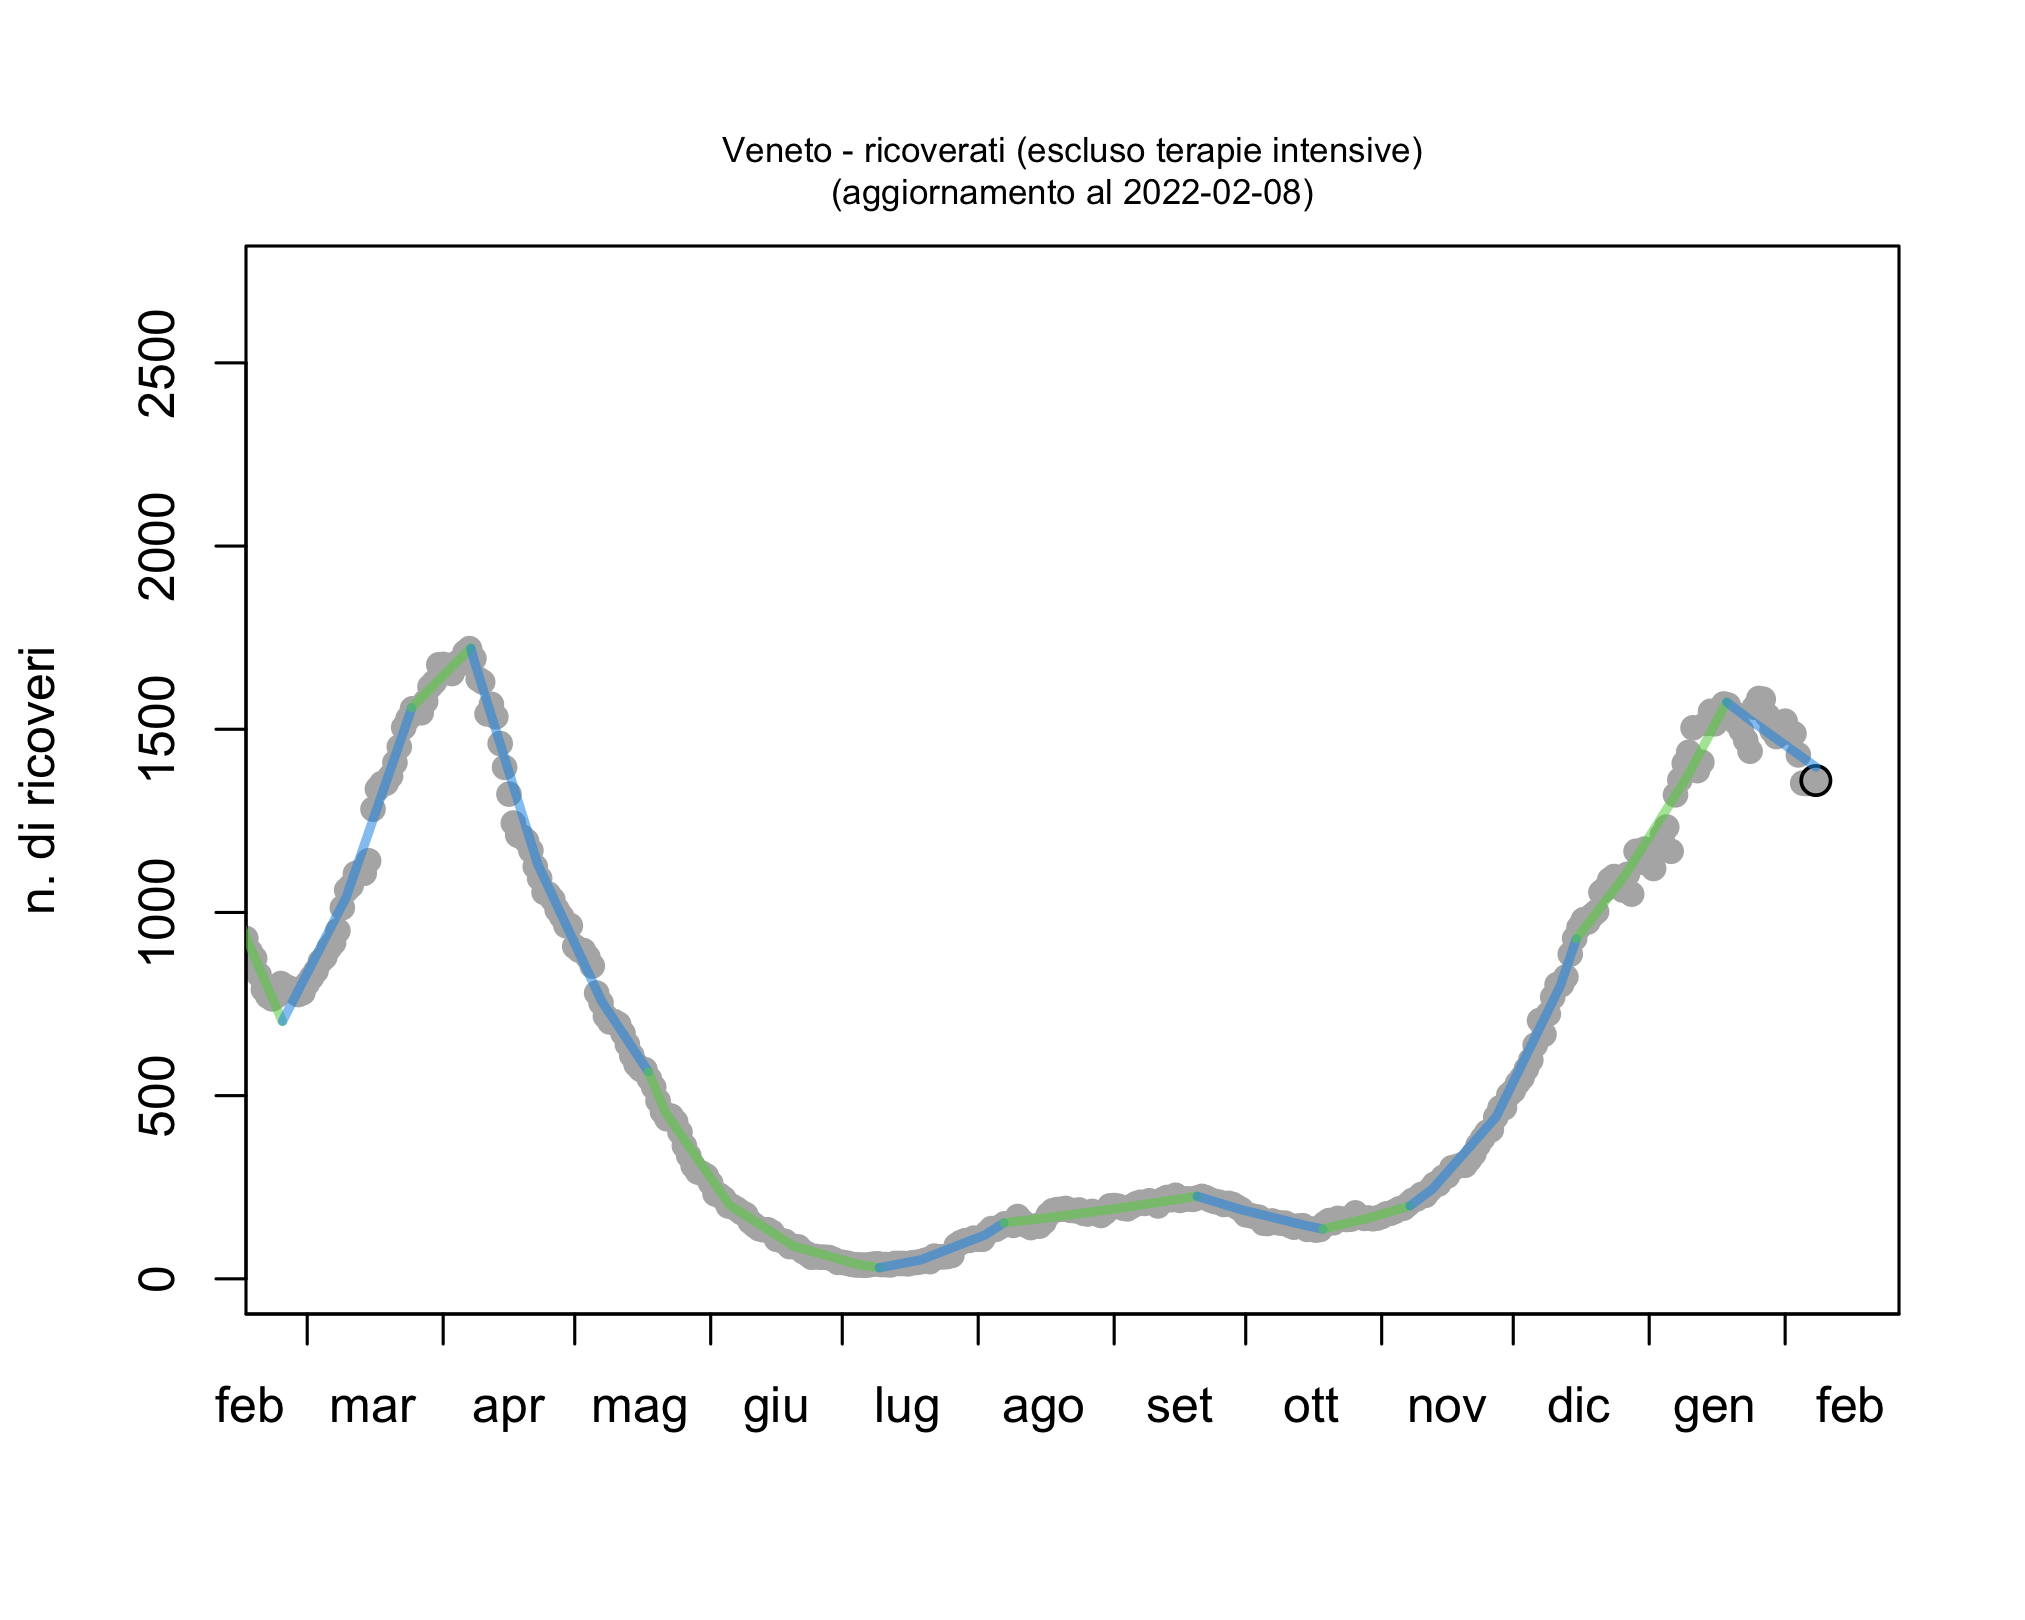 Veneto - ricoverati (escluso terapie intensive)
(aggiornamento al 2022-02-08)
n. di ricoveri
2500
2000
1500
1000
500
0
feb mar apr mag giu lug ago set ott nov dic gen feb